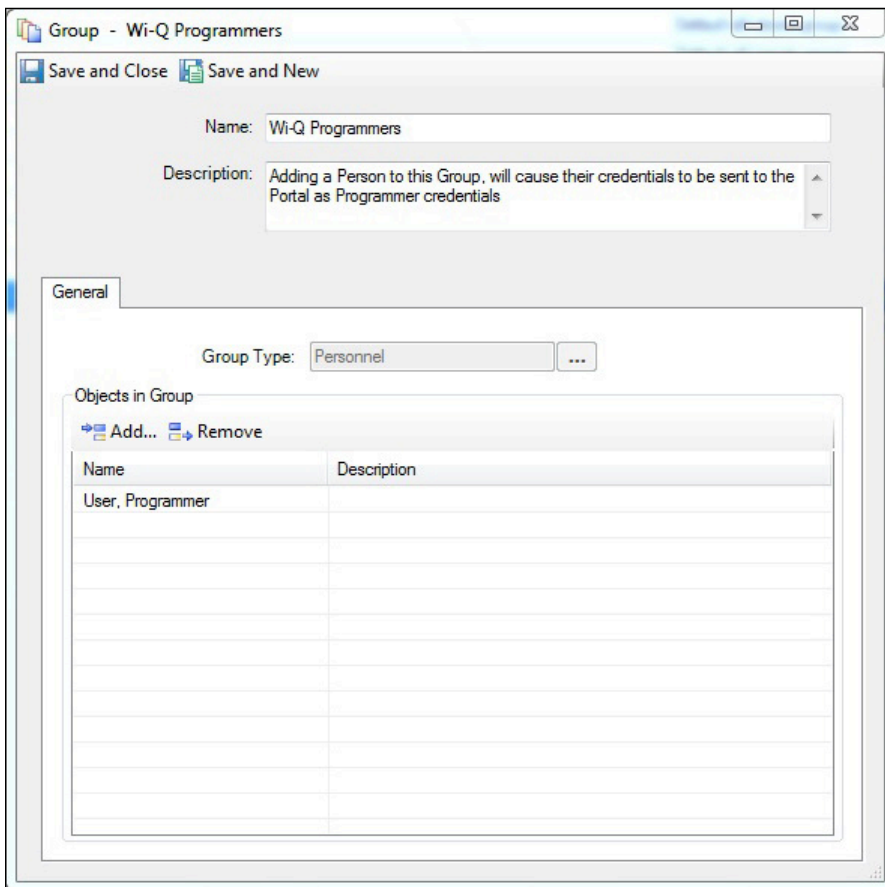 Group - Wi-Q Programmers
Save and Close Save and New
Name: Wi-Q Programmers
Description: Adding a Person to this Group, will cause their credentials to be sent to the
Portal as Programmer credentials
General
Group Type: Personnel ...
Objects in Group
Add... Remove
Name Description
User, Programmer